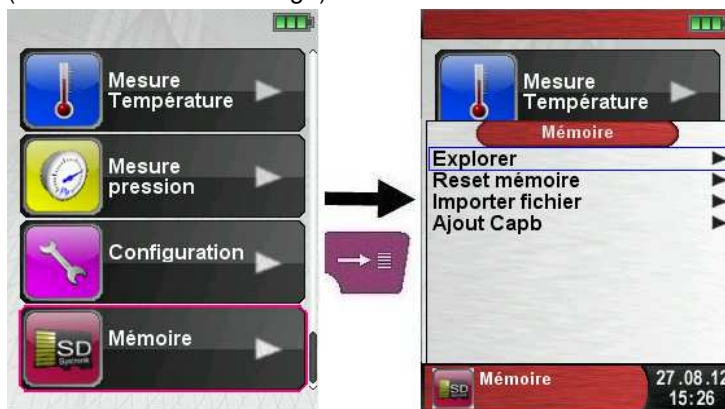 Mesure
Température
Mesure
pression
Configuration
SD
Systronik
Mémoire
Mesure
Température
Mémoire
Explorer
Reset mémoire
Importer fichier
Ajout Capb
SD
Mémoire
27.08.12
15:26